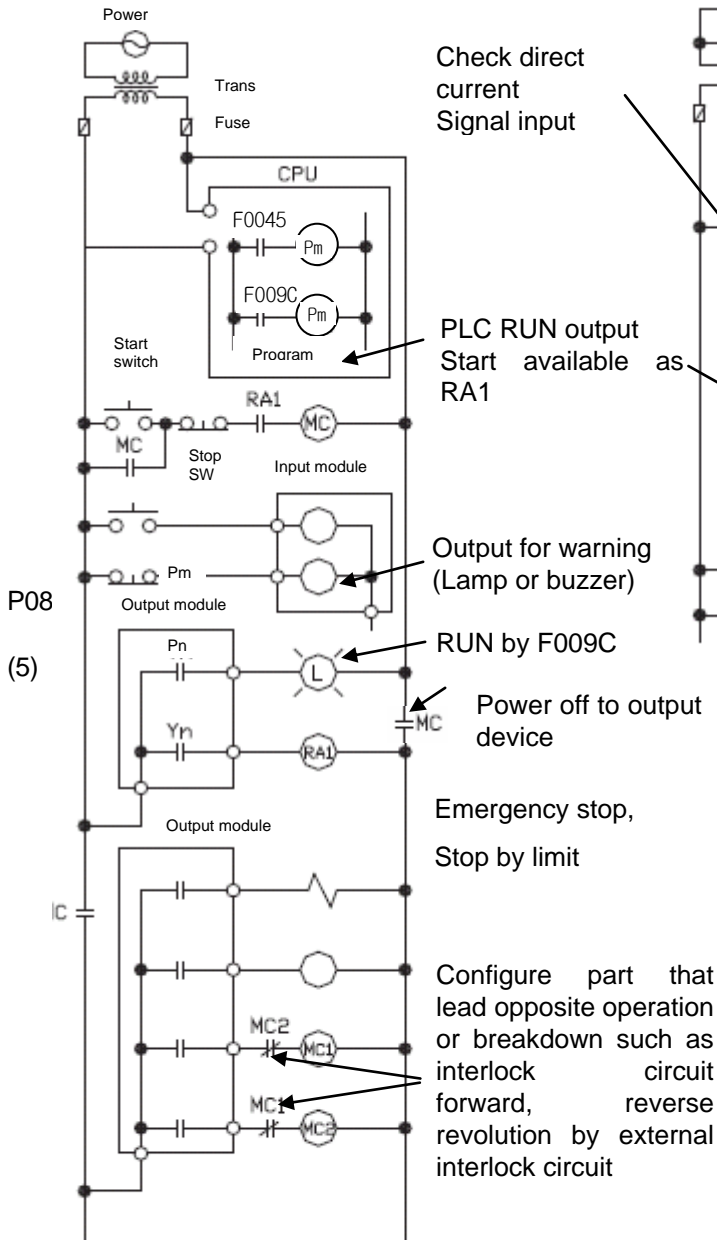 Power
Trans
Fuse
Check direct
current
Signal input
CPU
F0045
Pm
F009C
Pm
Program
PLC RUN output
Start available as
RA1
Start
switch
RA1
MC
MC
Stop
SW
Input module
Pm
Output for warning
(Lamp or buzzer)
P08
Output module
(5)
Pn
L
RUN by F009C
Power off to output
device
MC
Yn
RA1
Output module
Emergency stop,
Stop by limit
C
MC2
MC1
MC1
MC2
Configure part that
lead opposite operation
or breakdown such as
interlock circuit
forward, reverse
revolution by external
interlock circuit